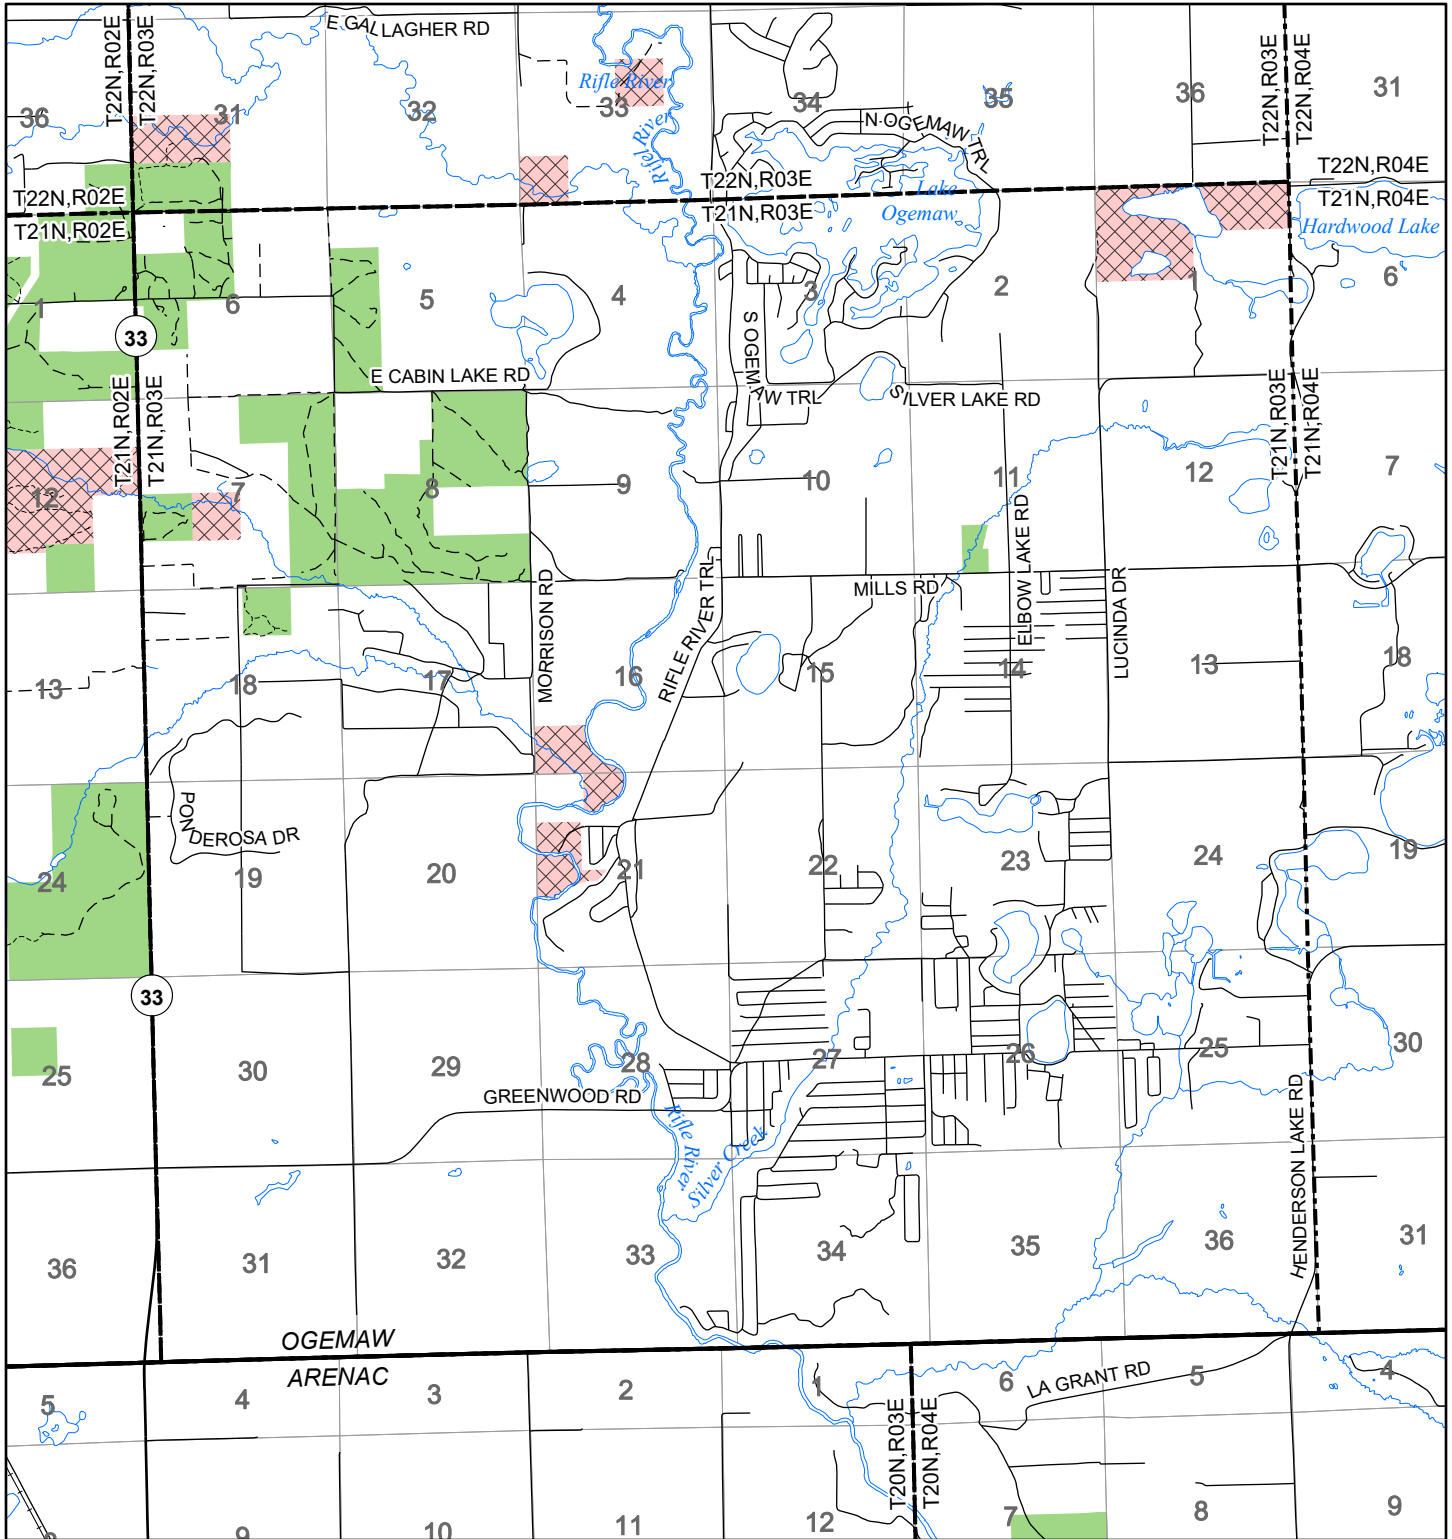 E GALLAGHER RD
T22N,R02E
T22N,R03E
T22N,R03E
T22N,R04E
Rifle River
36
31
32
33
34
35
36
31
N OGEMAW TRL
Rifel River
T22N,R02E
T21N,R02E
T22N,R03E
T21N,R03E
T22N,R04E
T21N,R04E
Lake
Ogemaw
Hardwood Lake
1
6
5
4
3
2
1
6
33
S OGEMAW TRL
E CABIN LAKE RD
SILVER LAKE RD
T21N,R02E
T21N,R03E
T21N,R03E
T21N,R04E
12
7
8
9
10
11
12
7
MORRISON RD
RIFLE RIVER TRL
MILLS RD
ELBOW LAKE RD
LUCINDA DR
13
18
17
16
15
14
13
18
PONDEROSA DR
24
19
20
21
22
23
24
19
33
25
30
29
28
27
26
25
30
GREENWOOD RD
Rifle River
Silver Creek
HENDERSON LAKE RD
36
31
32
33
34
35
36
31
OGEMAW
ARENAC
5
4
3
2
1
6
5
4
LA GRANT RD
T20N,R03E
T20N,R04E
9
10
11
12
7
8
9